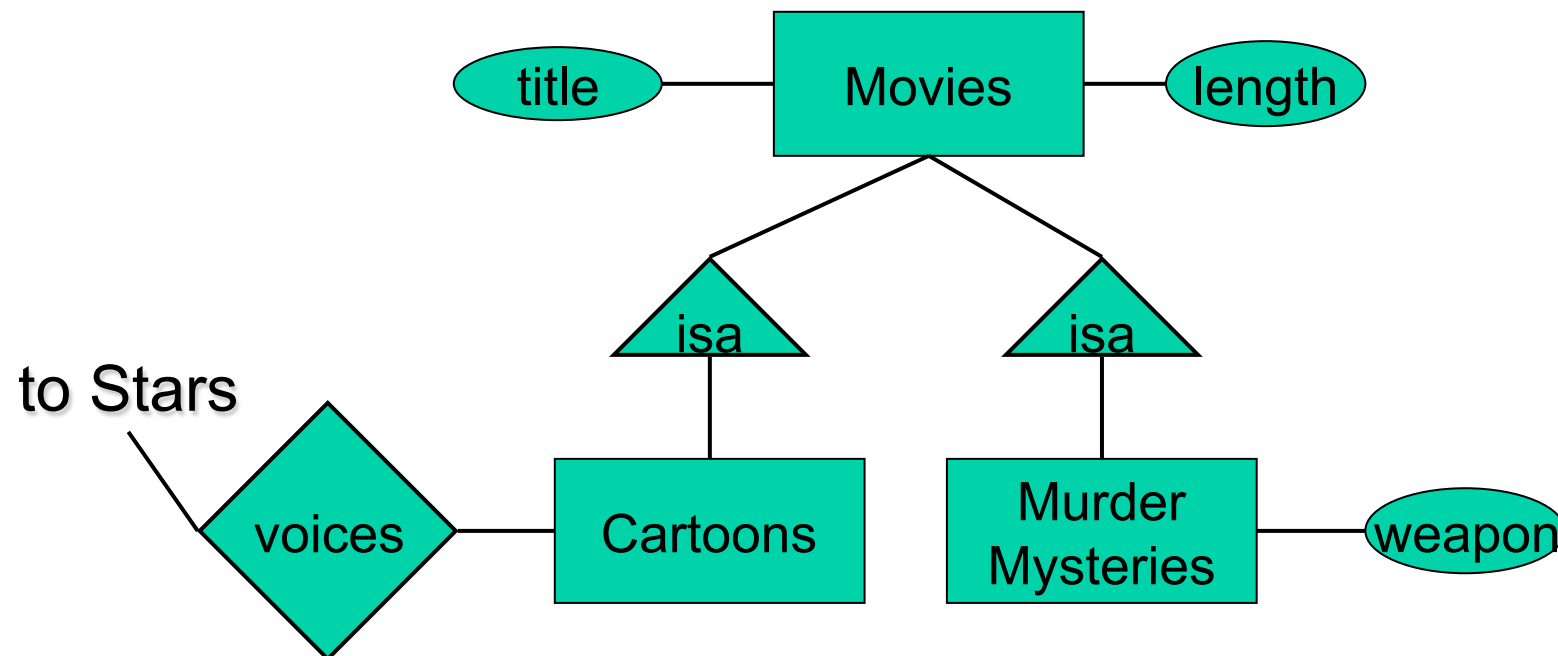 title
Movies
length
isa
isa
to Stars
voices
Cartoons
Murder
Mysteries
weapon